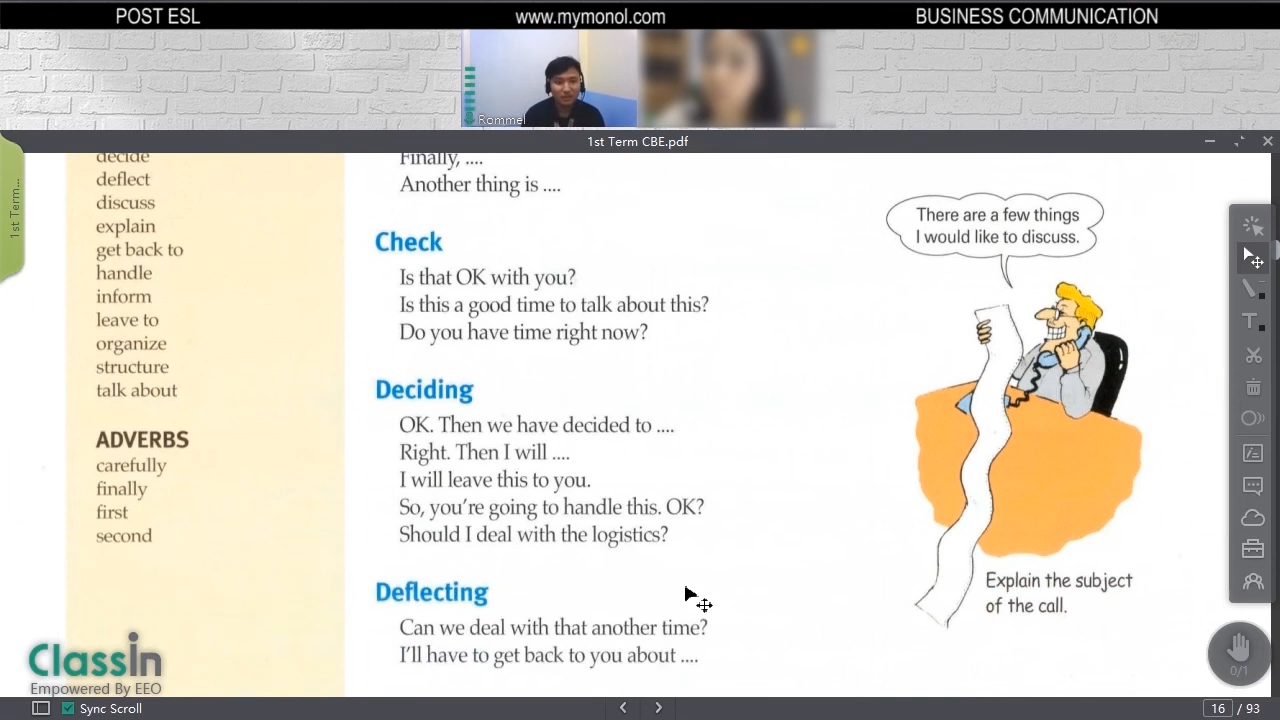 POST ESL
www.mymonol.com
BUSINESS COMMUNICATION
Rommel
1st Term CBE.pdf
1st Term...
decide
deflect
discuss
explain
get back to
handle
inform
leave to
organize
structure
talk about
ADVERBS
carefully
finally
first
second
Finally, ....
Another thing is ....
Check
Is that OK with you?
Is this a good time to talk about this?
Do you have time right now?
Deciding
OK. Then we have decided to ....
Right. Then I will ....
I will leave this to you.
So, you're going to handle this. OK?
Should I deal with the logistics?
Deflecting
Can we deal with that another time?
I'll have to get back to you about ....
There are a few things
I would like to discuss.
Explain the subject
of the call.
ClassIn
Empowered By EEO
0/1
Sync Scroll
16 / 93